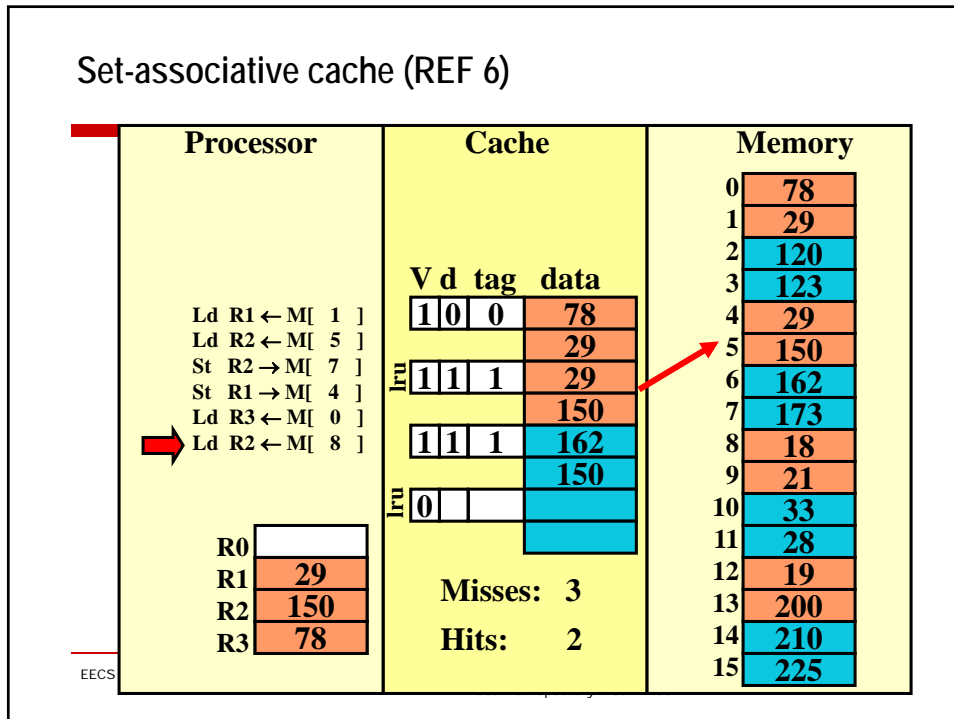 Set-associative cache (REF 6)
Processor
Ld R1 ← M[ 1 ]
Ld R2 ← M[ 5 ]
St R2 → M[ 7 ]
St R1 → M[ 4 ]
Ld R3 ← M[ 0 ]
Ld R2 ← M[ 8 ]
R0
R1 29
R2 150
R3 78
Cache
V d tag data
1 0 0 78
29
lru 1 1 1 29
150
1 1 1 162
150
lru 0
Misses: 3
Hits: 2
Memory
0 78
1 29
2 120
3 123
4 29
5 150
6 162
7 173
8 18
9 21
10 33
11 28
12 19
13 200
14 210
15 225
EECS